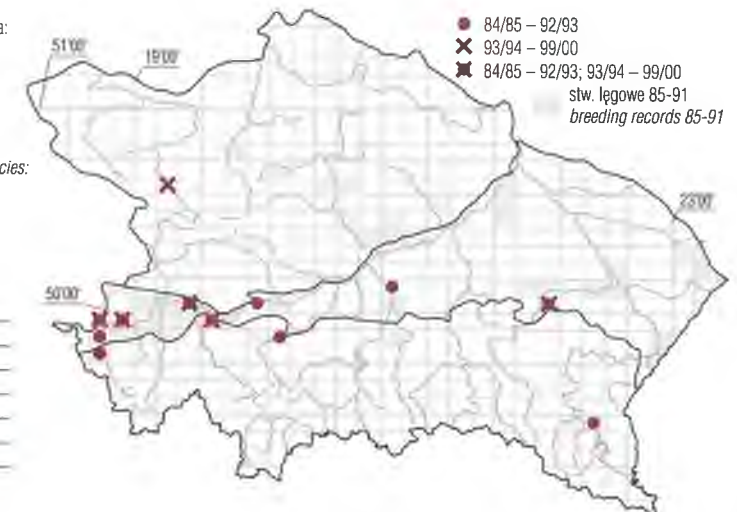 a:
51°00'
19°00'
84/85 – 92/93
93/94 – 99/00
84/85 – 92/93; 93/94 – 99/00
stw. lęgowe 85-91
breeding records 85-91
cies:
23°00'
50°00'